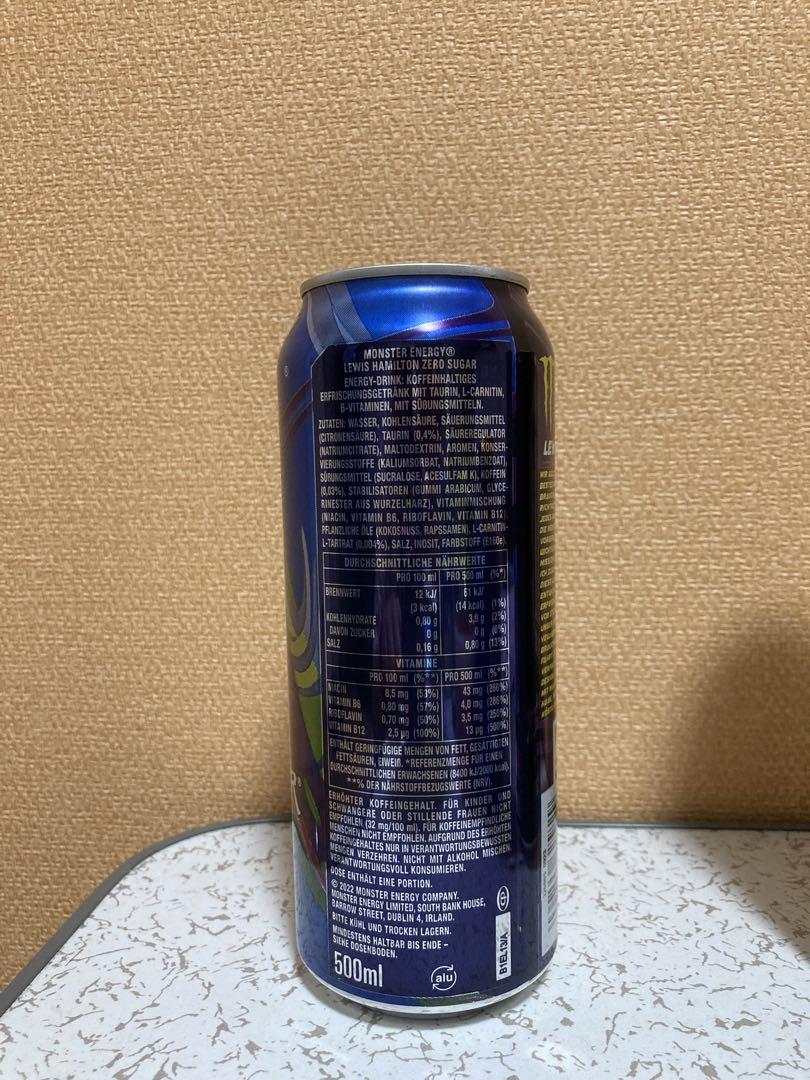 MONSTER ENERGY®
LEWIS HAMILTON ZERO SUGAR
ENERGY-DRINK: KOFFEINHALTIGES
ERFRISCHUNGSGETRÄNK MIT TAURIN, L-CARNITIN,
B-VITAMINEN, MIT SÜßUNGSMITTELN.
ZUTATEN: WASSER, KOHLENSÄURE, SÄUERUNGSMITTEL
(CITRONENSÄURE), TAURIN (0,4%), SÄUREREGULATOR
(NATRIUMCITRATE), MALTODEXTRIN, AROMEN, KONSER-
VIERUNGSSTOFFE (KALIUMSORBAT, NATRIUMBENZOAT),
SÜßUNGSMITTEL (SUCRALOSE, ACESULFAM K), KOFFEIN
(0,03%), STABILISATOREN (GUMMI ARABICUM, GLYCE-
RINESTER AUS WURZELHARZ), VITAMINMISCHUNG
(NIACIN, VITAMIN B6, RIBOFLAVIN, VITAMIN B12),
PFLANZLICHE ÖLE (KOKOSNUSS, RAPSSAMEN), L-CARNITIN-
L-TARTRAT (0,004%), SALZ, INOSIT, FARBSTOFF (E160e).
DURCHSCHNITTLICHE NÄHRWERTE
PRO 100 ml PRO 500 ml (%*)
BRENNWERT 12 kJ/ 61 kJ/
(3 kcal) (14 kcal) (1%)
KOHLENHYDRATE 0,80 g 3,8 g (2%)
DAVON ZUCKER 0 g 0 g (0%)
SALZ 0,16 g 0,80 g (13%)
VITAMINE
PRO 100 ml (%**) PRO 500 ml (%**)
NIACIN 8,5 mg (53%) 43 mg (266%)
VITAMIN B6 0,80 mg (57%) 4,0 mg (286%)
RIBOFLAVIN 0,70 mg (50%) 3,5 mg (250%)
VITAMIN B12 2,5 µg (100%) 13 µg (500%)
ENTHÄLT GERINGFÜGIGE MENGEN VON FETT, GESÄTTIGTEN
FETTSÄUREN, EIWEIß. *REFERENZMENGE FÜR EINEN
DURCHSCHNITTLICHEN ERWACHSENEN (8400 kJ/2000 kcal).
**% DER NÄHRSTOFFBEZUGSWERTE (NRV).
ERHÖHTER KOFFEINGEHALT. FÜR KINDER UND
SCHWANGERE ODER STILLENDE FRAUEN NICHT
EMPFOHLEN (32 mg/100 ml). FÜR KOFFEINEMPFINDLICHE
MENSCHEN NICHT EMPFOHLEN. AUFGRUND DES ERHÖHTEN
KOFFEINGEHALTES NUR IN VERANTWORTUNGSBEWUSSTEN
MENGEN VERZEHREN. NICHT MIT ALKOHOL MISCHEN.
VERANTWORTUNGSVOLL KONSUMIEREN.
DOSE ENTHÄLT EINE PORTION.
© 2022 MONSTER ENERGY COMPANY.
MONSTER ENERGY LIMITED, SOUTH BANK HOUSE,
BARROW STREET, DUBLIN 4, IRLAND.
BITTE KÜHL UND TROCKEN LAGERN.
MINDESTENS HALTBAR BIS ENDE –
SIEHE DOSENBODEN.
500ml
alu
B1EL13/A